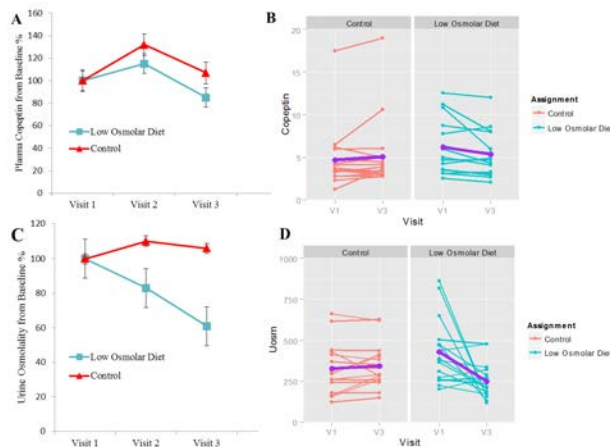 A
Plasma Copeptin from Baseline %
160
140
120
100
80
60
40
20
0
Low Osmolar Diet
Control
Visit 1
Visit 2
Visit 3
B
Control
Low Osmolar Diet
Copeptin
20
15
10
5
0
V1
V3
V1
V3
Visit
Assignment
Control
Low Osmolar Diet
C
Urine Osmolality from Baseline %
120
100
80
60
40
Low Osmolar Diet
Control
Visit 1
Visit 2
Visit 3
D
Control
Low Osmolar Diet
Uosm
1000
750
500
250
0
V1
V3
V1
V3
Visit
Assignment
Control
Low Osmolar Diet